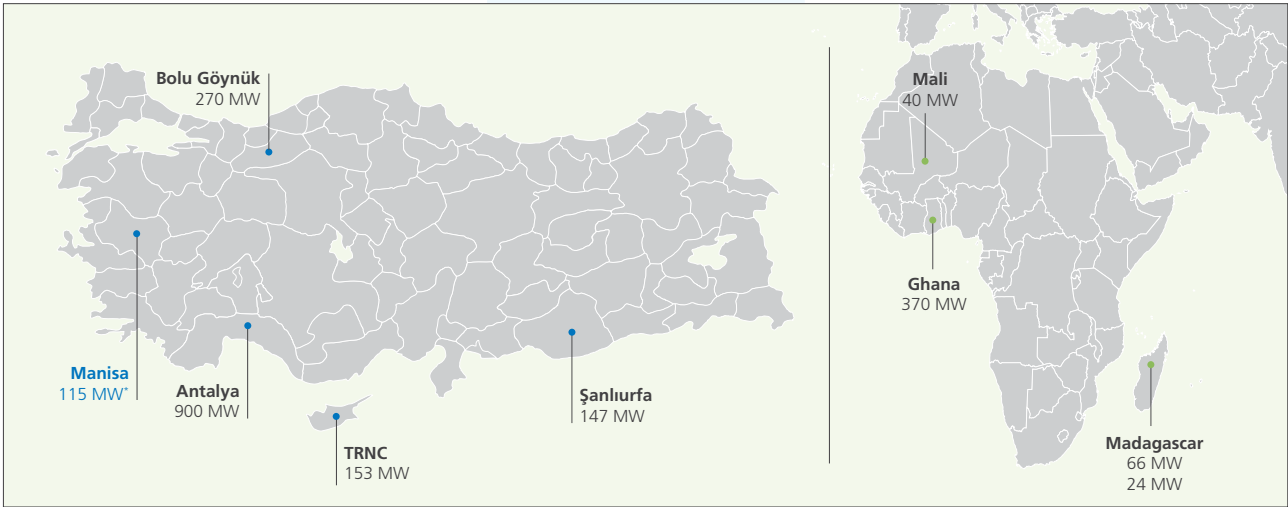 Bolu Göynük
270 MW
Manisa
115 MW*
Antalya
900 MW
TRNC
153 MW
Şanlıurfa
147 MW
Mali
40 MW
Ghana
370 MW
Madagascar
66 MW
24 MW